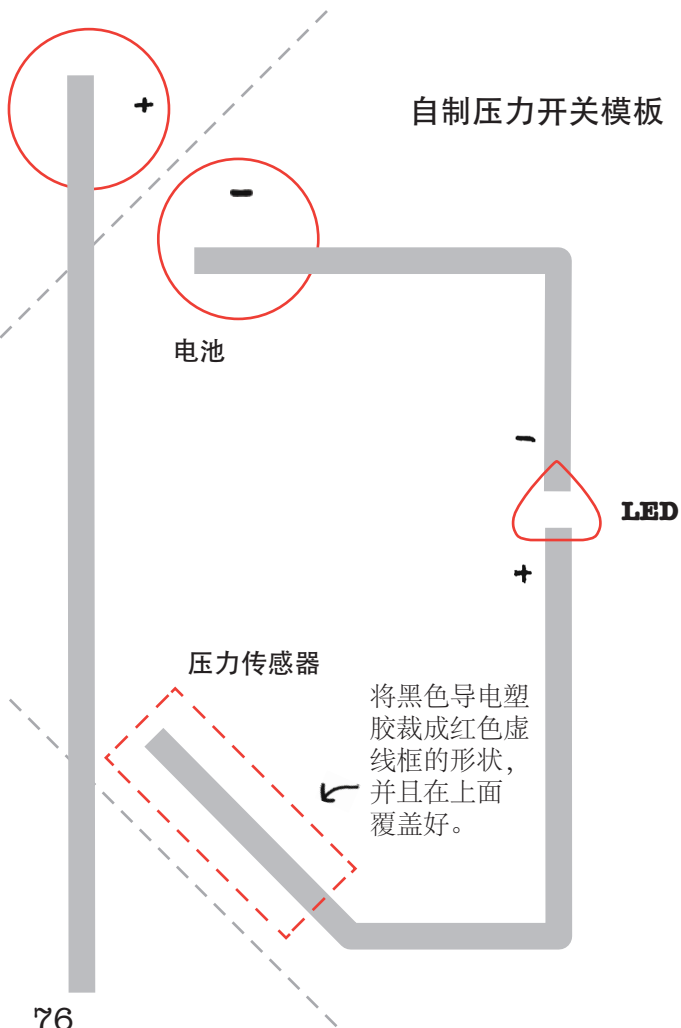 自制压力开关模板
+
-
电池
-
LED
+
压力传感器
将黑色导电塑
胶裁成红色虚
线框的形状，
并且在上面
覆盖好。
76